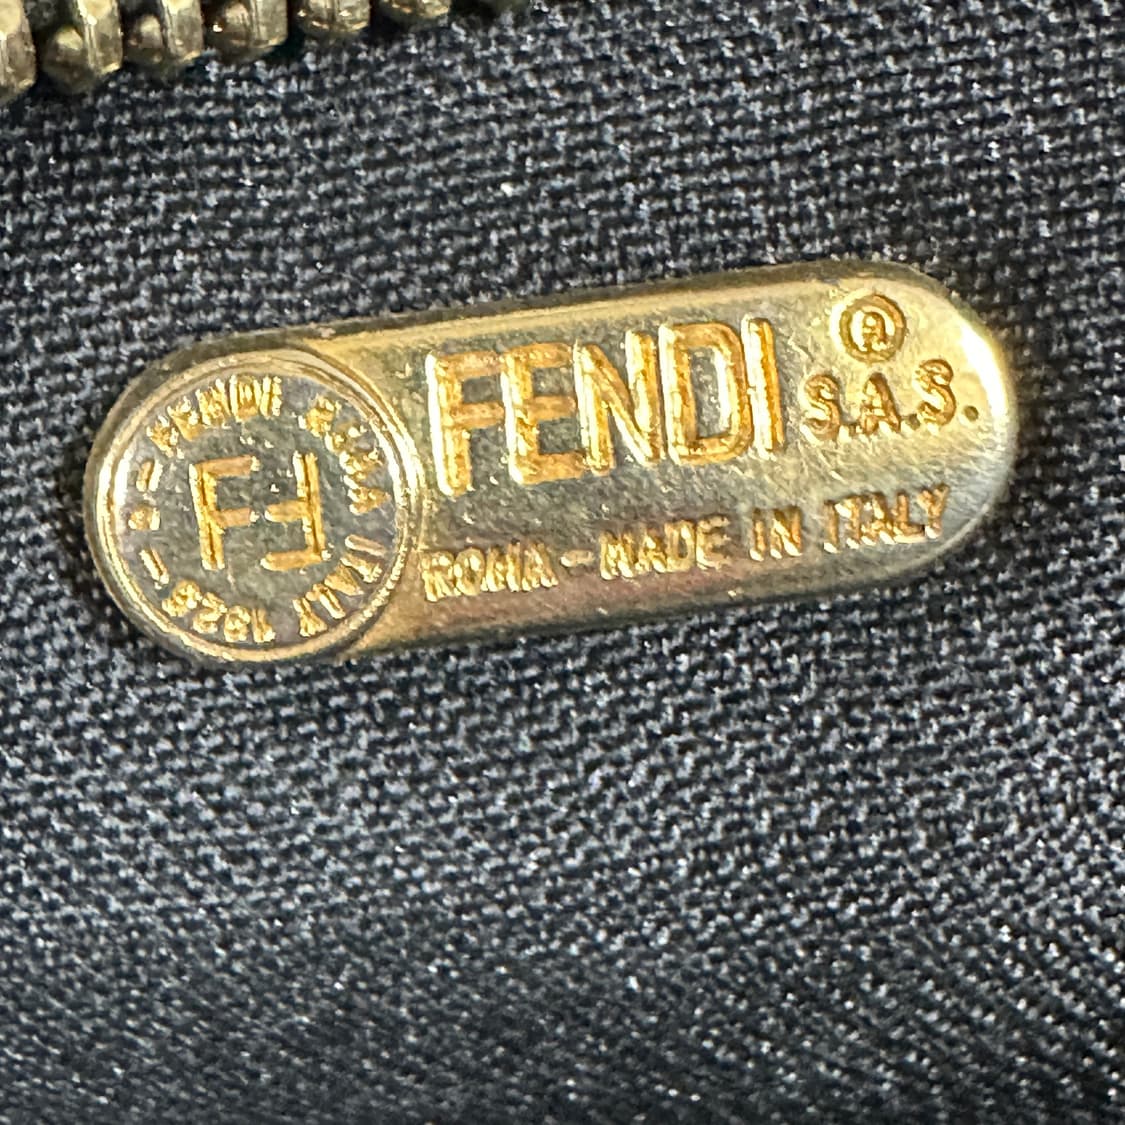 FENDI ® S.A.S.
ROMA - MADE IN ITALY
FF
FENDI ROMA ITALY 1925